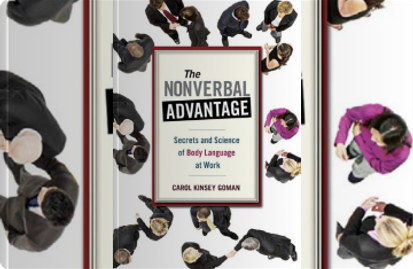 The
NONVERBAL
ADVANTAGE
Secrets and Science
of Body Language
at Work
CAROL KINSEY GOMAN